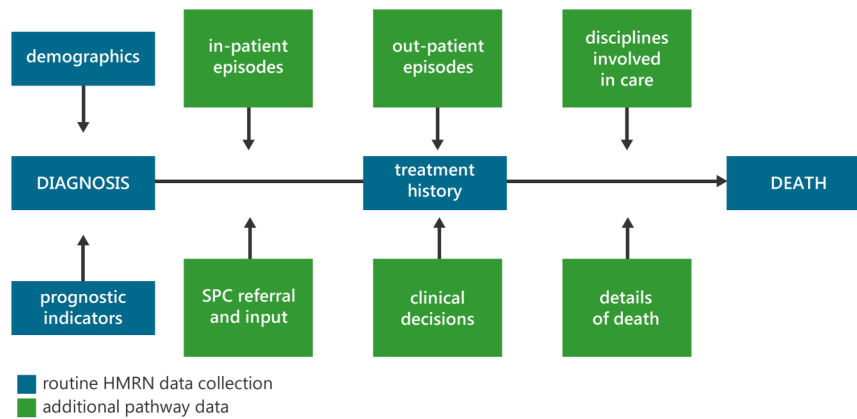 demographics
in-patient
episodes
out-patient
episodes
disciplines
involved
in care
DIAGNOSIS
treatment
history
DEATH
prognostic
indicators
SPC referral
and input
clinical
decisions
details
of death
routine HMRN data collection
additional pathway data